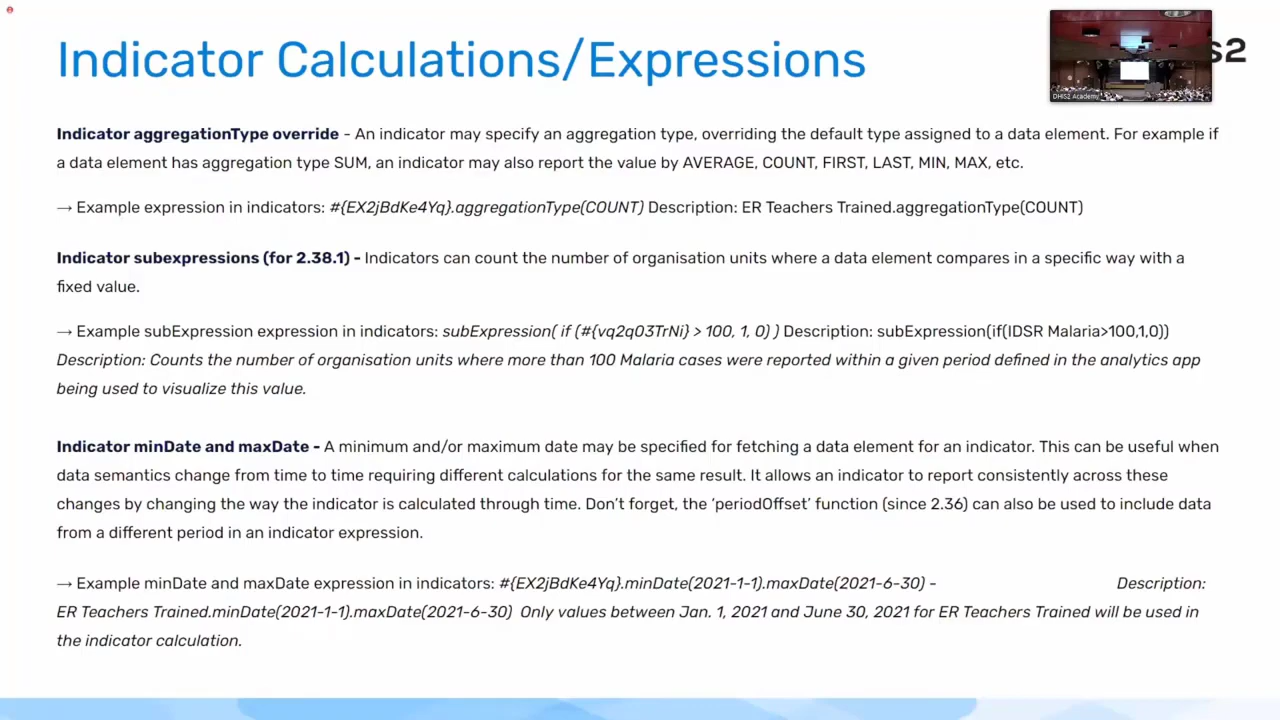 Indicator Calculations/Expressions
S2
DHIS2 Academy
Indicator aggregationType override - An indicator may specify an aggregation type, overriding the default type assigned to a data element. For example if
a data element has aggregation type SUM, an indicator may also report the value by AVERAGE, COUNT, FIRST, LAST, MIN, MAX, etc.
→ Example expression in indicators: #{EX2jBdKe4Yq}.aggregationType(COUNT) Description: ER Teachers Trained.aggregationType(COUNT)
Indicator subexpressions (for 2.38.1) - Indicators can count the number of organisation units where a data element compares in a specific way with a
fixed value.
→ Example subExpression expression in indicators: subExpression( if (#{vq2qO3TrNi} > 100, 1, 0) ) Description: subExpression(if(IDSR Malaria>100,1,0))
Description: Counts the number of organisation units where more than 100 Malaria cases were reported within a given period defined in the analytics app
being used to visualize this value.
Indicator minDate and maxDate - A minimum and/or maximum date may be specified for fetching a data element for an indicator. This can be useful when
data semantics change from time to time requiring different calculations for the same result. It allows an indicator to report consistently across these
changes by changing the way the indicator is calculated through time. Don't forget, the 'periodOffset' function (since 2.36) can also be used to include data
from a different period in an indicator expression.
→ Example minDate and maxDate expression in indicators: #{EX2jBdKe4Yq}.minDate(2021-1-1).maxDate(2021-6-30) - Description:
ER Teachers Trained.minDate(2021-1-1).maxDate(2021-6-30) Only values between Jan. 1, 2021 and June 30, 2021 for ER Teachers Trained will be used in
the indicator calculation.